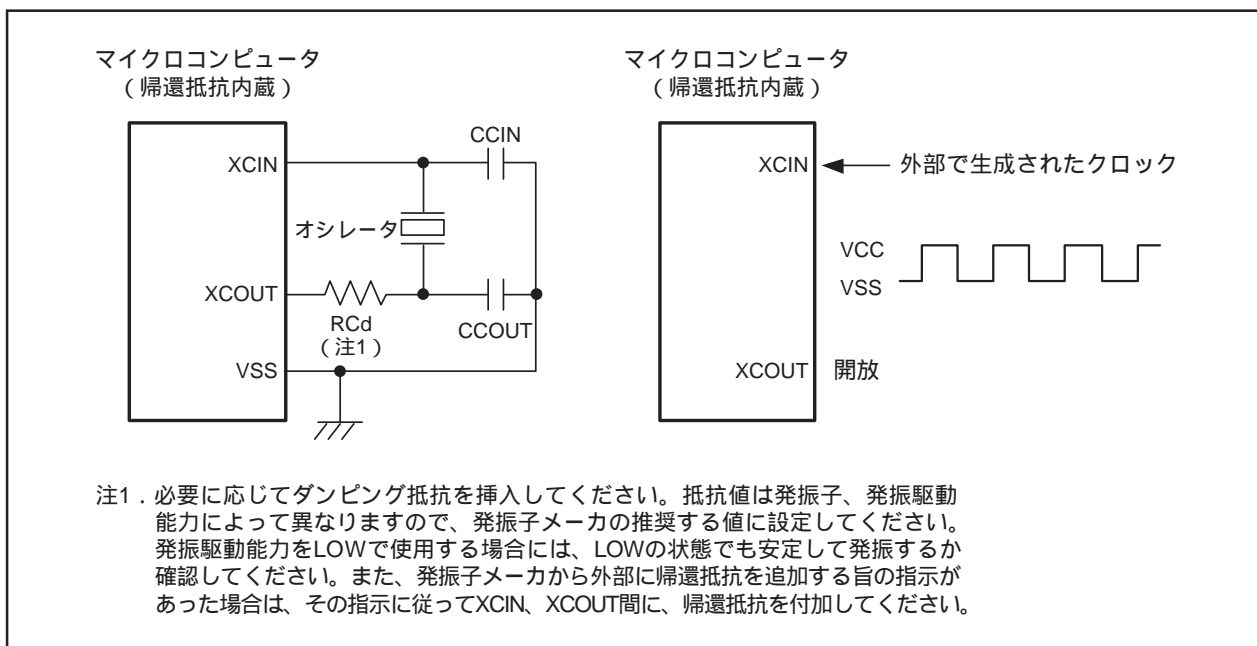 マイクロコンピュータ
（帰還抵抗内蔵）
XCIN
CCIN
オシレータ
XCOUT
RCd
（注1）
CCOUT
VSS
マイクロコンピュータ
（帰還抵抗内蔵）
XCIN
外部で生成されたクロック
VCC
VSS
XCOUT
開放
注1．必要に応じてダンピング抵抗を挿入してください。抵抗値は発振子、発振駆動
能力によって異なりますので、発振子メーカの推奨する値に設定してください。
発振駆動能力をLOWで使用する場合には、LOWの状態でも安定して発振するか
確認してください。また、発振子メーカから外部に帰還抵抗を追加する旨の指示が
あった場合は、その指示に従ってXCIN、XCOUT間に、帰還抵抗を付加してください。